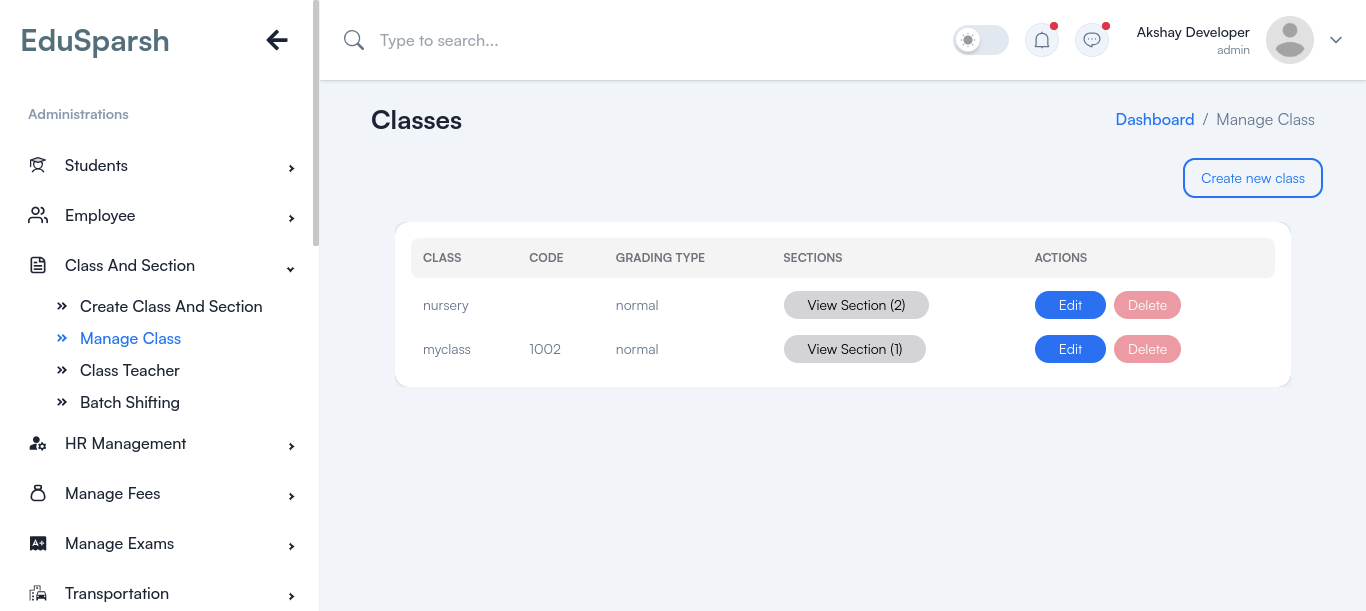 EduSparsh
Type to search...
Akshay Developer
admin
Administrations
Students
Employee
Class And Section
Create Class And Section
Manage Class
Class Teacher
Batch Shifting
HR Management
Manage Fees
A+ Manage Exams
Transportation
Classes
Dashboard / Manage Class
Create new class
CLASS CODE GRADING TYPE SECTIONS ACTIONS
nursery normal View Section (2) Edit Delete
myclass 1002 normal View Section (1) Edit Delete